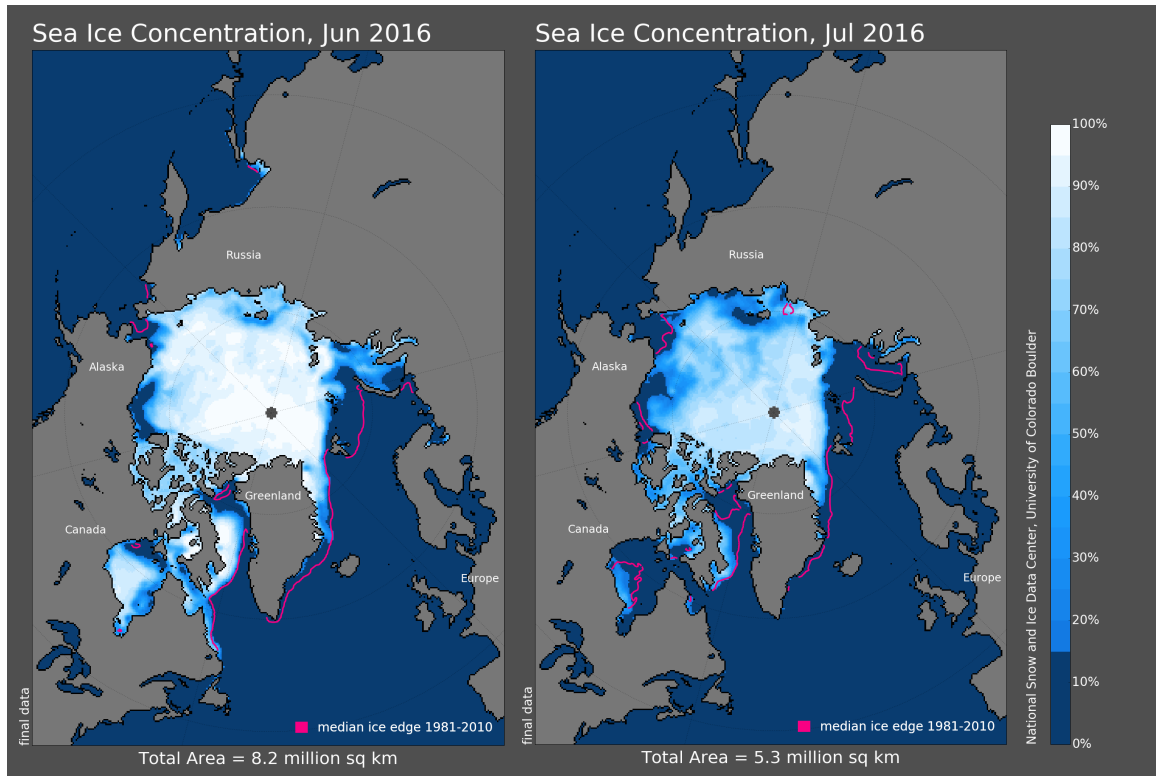 Sea Ice Concentration, Jun 2016
Russia
Alaska
Greenland
Canada
Europe
final data
median ice edge 1981-2010
Total Area = 8.2 million sq km
Sea Ice Concentration, Jul 2016
Russia
Alaska
Greenland
Canada
Europe
final data
median ice edge 1981-2010
Total Area = 5.3 million sq km
National Snow and Ice Data Center, University of Colorado Boulder
100%
90%
80%
70%
60%
50%
40%
30%
20%
10%
0%